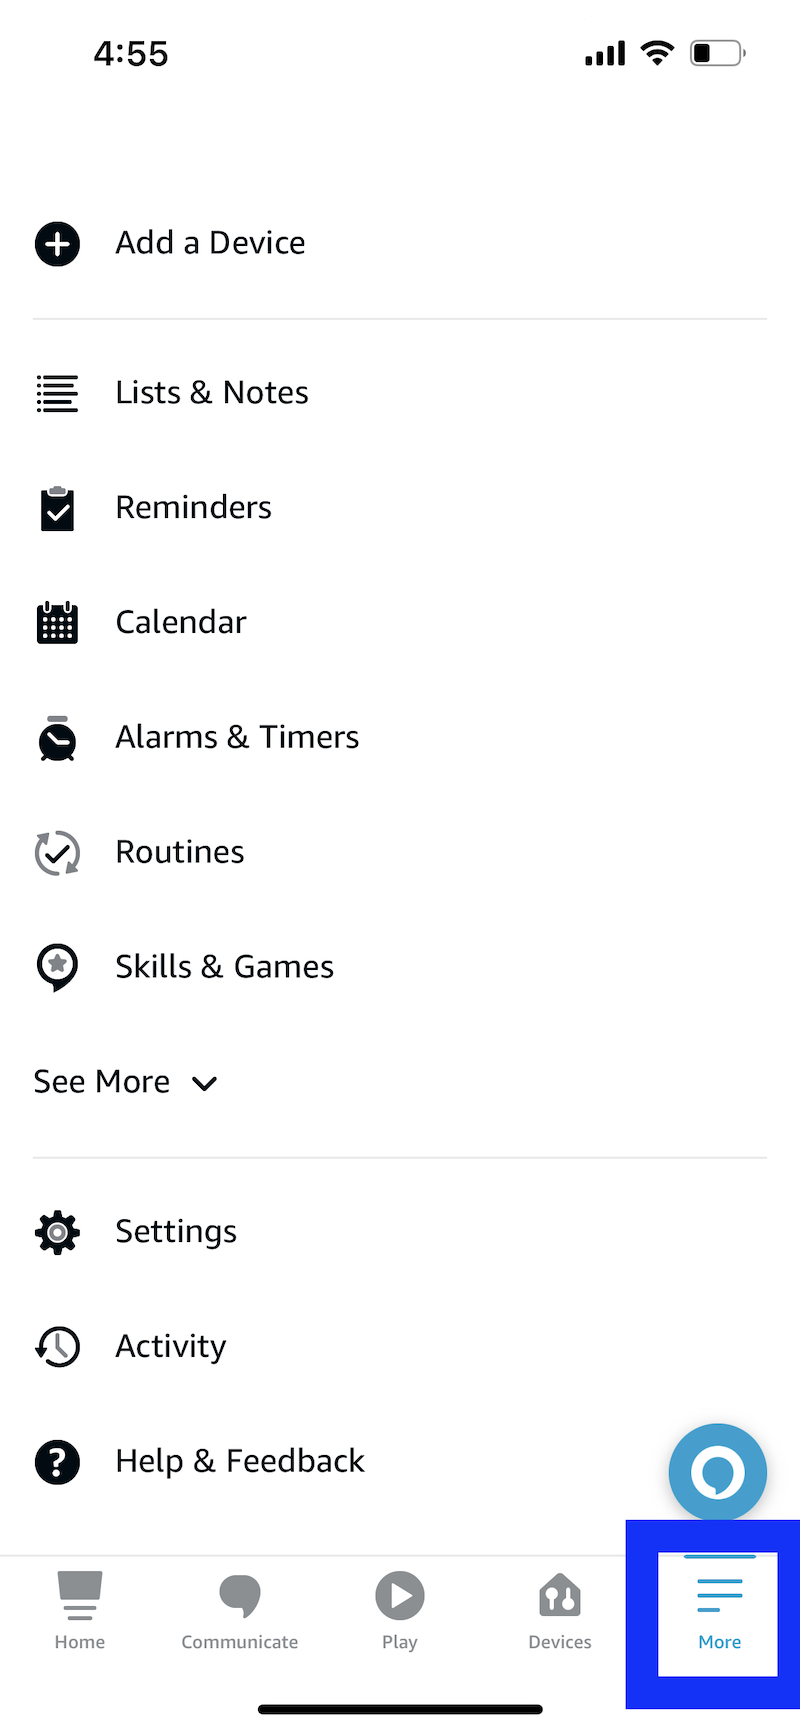 4:55
Add a Device
Lists & Notes
Reminders
Calendar
Alarms & Timers
Routines
Skills & Games
See More
Settings
Activity
Help & Feedback
Home Communicate Play Devices More